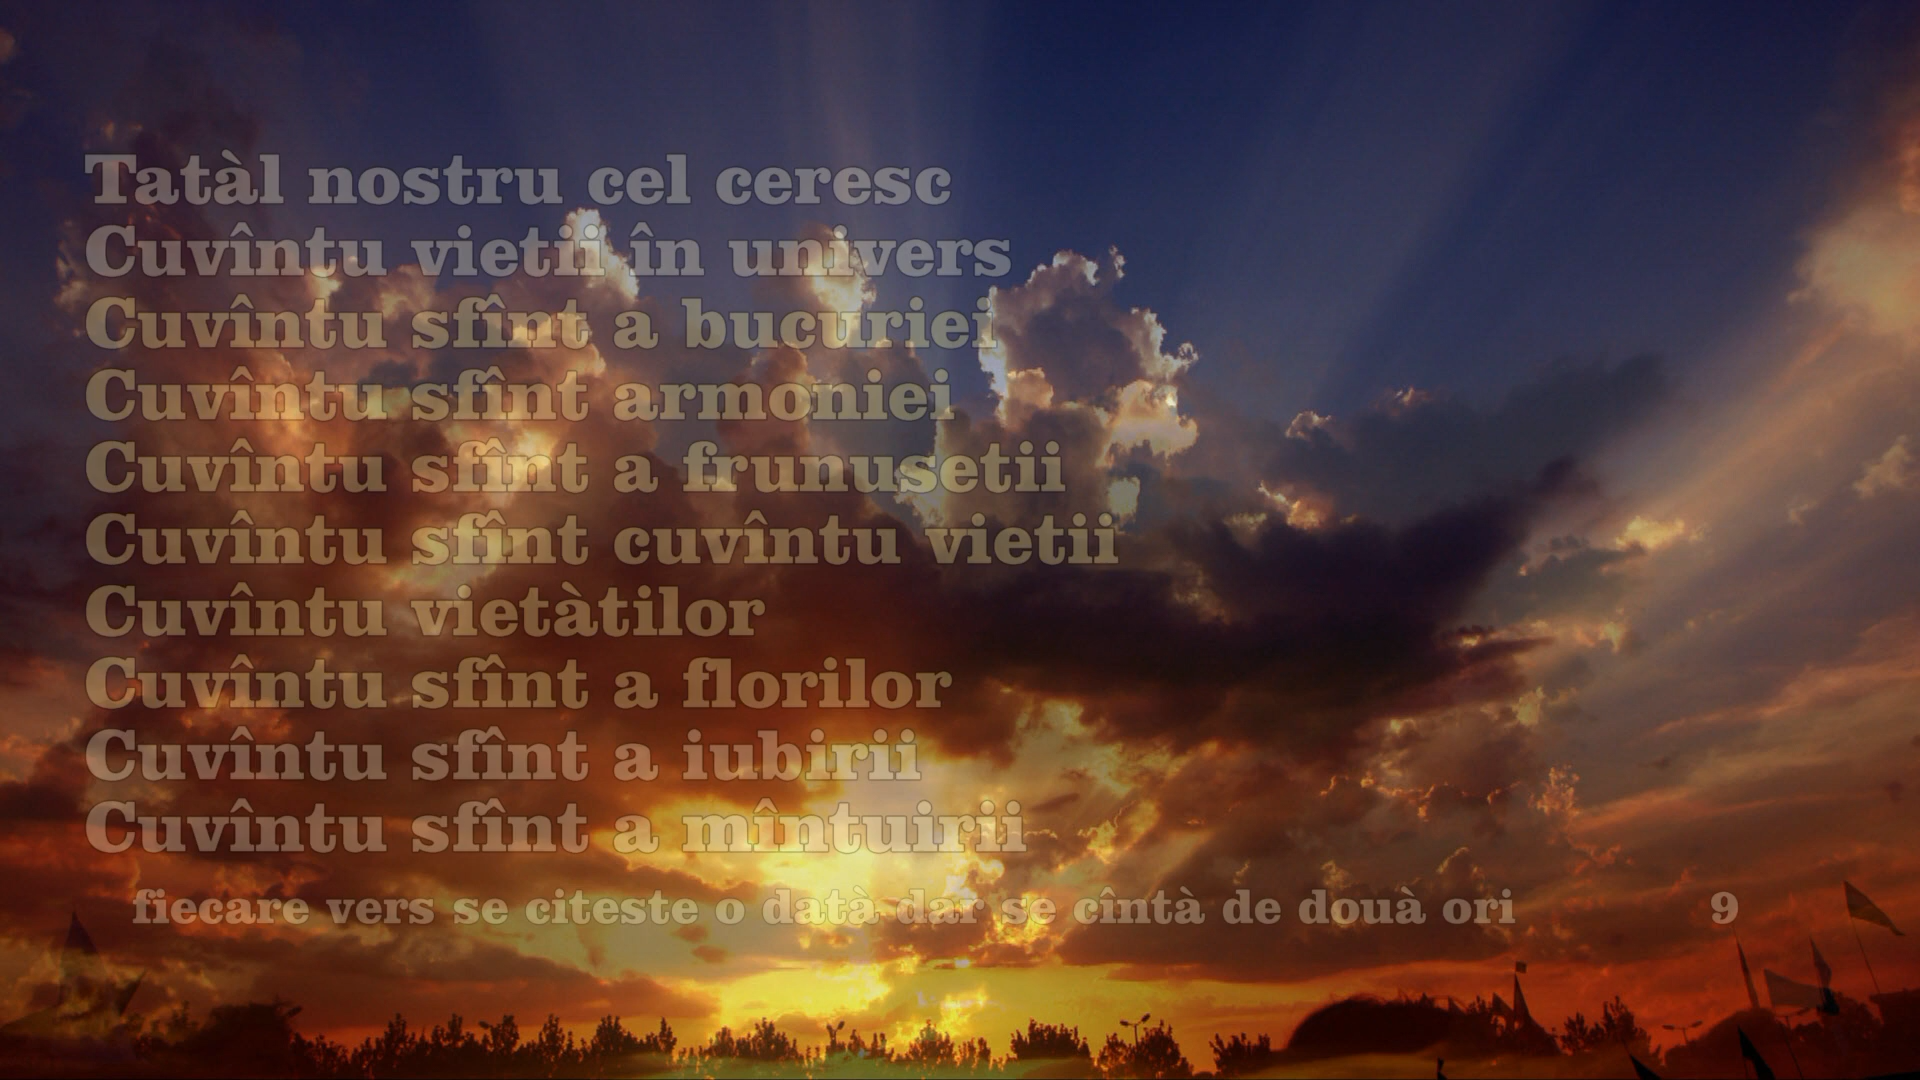 Tatàl nostru cel ceresc
Cuvîntu vietii în univers
Cuvîntu sfînt a bucuriei
Cuvîntu sfînt armoniei
Cuvîntu sfînt a frunusetii
Cuvîntu sfînt cuvîntu vietii
Cuvîntu vietàtilor
Cuvîntu sfînt a florilor
Cuvîntu sfînt a iubirii
Cuvîntu sfînt a mîntuirii
fiecare vers se citeste o datà dar se cîntà de douà ori 9